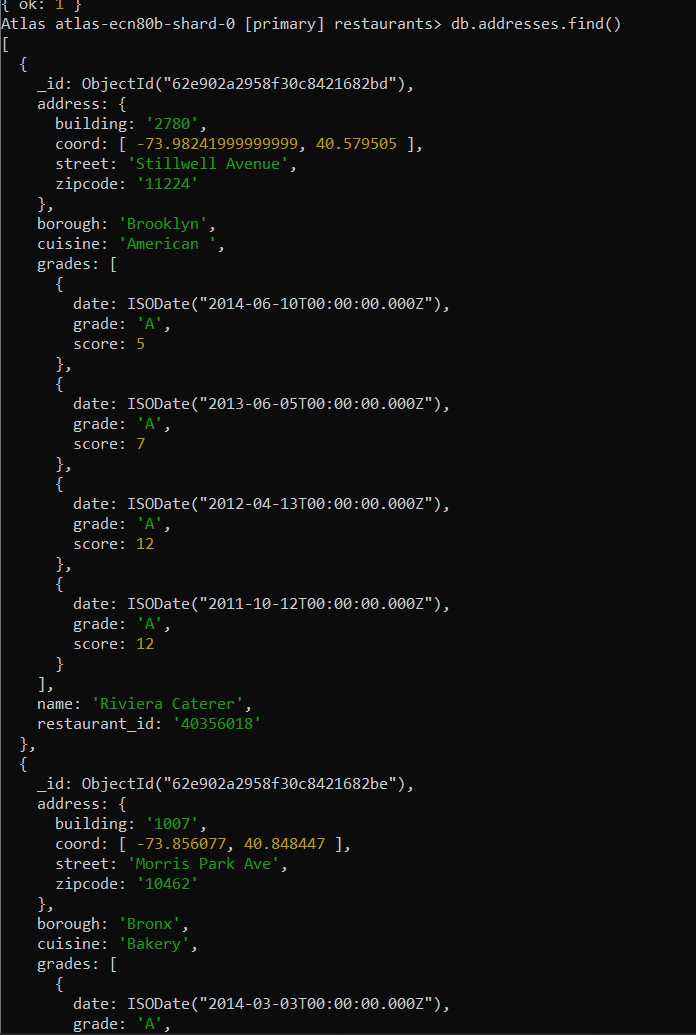 { ok: 1 }
Atlas atlas-ecn80b-shard-0 [primary] restaurants> db.addresses.find()
[
  {
    _id: ObjectId("62e902a2958f30c8421682bd"),
    address: {
      building: '2780',
      coord: [ -73.98241999999999, 40.579505 ],
      street: 'Stillwell Avenue',
      zipcode: '11224'
    },
    borough: 'Brooklyn',
    cuisine: 'American ',
    grades: [
      {
        date: ISODate("2014-06-10T00:00:00.000Z"),
        grade: 'A',
        score: 5
      },
      {
        date: ISODate("2013-06-05T00:00:00.000Z"),
        grade: 'A',
        score: 7
      },
      {
        date: ISODate("2012-04-13T00:00:00.000Z"),
        grade: 'A',
        score: 12
      },
      {
        date: ISODate("2011-10-12T00:00:00.000Z"),
        grade: 'A',
        score: 12
      }
    ],
    name: 'Riviera Caterer',
    restaurant_id: '40356018'
  },
  {
    _id: ObjectId("62e902a2958f30c8421682be"),
    address: {
      building: '1007',
      coord: [ -73.856077, 40.848447 ],
      street: 'Morris Park Ave',
      zipcode: '10462'
    },
    borough: 'Bronx',
    cuisine: 'Bakery',
    grades: [
      {
        date: ISODate("2014-03-03T00:00:00.000Z"),
        grade: 'A',